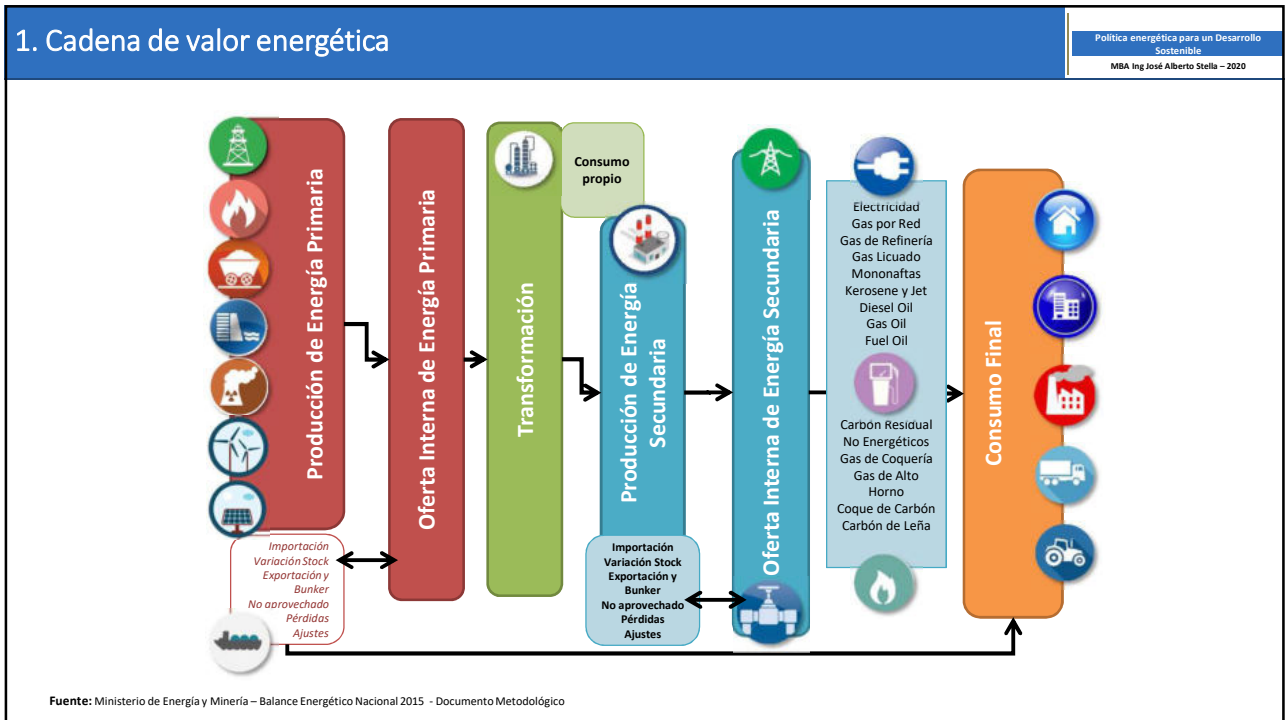 1. Cadena de valor energética
Política energética para un Desarrollo
Sostenible
MBA Ing José Alberto Stella – 2020
Producción de Energía Primaria
Importación
Variación Stock
Exportación y
Bunker
No aprovechado
Pérdidas
Ajustes
Oferta Interna de Energía Primaria
Transformación
Consumo
propio
Producción de Energía
Secundaria
Importación
Variación Stock
Exportación y
Bunker
No aprovechado
Pérdidas
Ajustes
Oferta Interna de Energía Secundaria
Electricidad
Gas por Red
Gas de Refinería
Gas Licuado
Mononaftas
Kerosene y Jet
Diesel Oil
Gas Oil
Fuel Oil
Carbón Residual
No Energéticos
Gas de Coquería
Gas de Alto
Horno
Coque de Carbón
Carbón de Leña
Consumo Final
Fuente: Ministerio de Energía y Minería – Balance Energético Nacional 2015 - Documento Metodológico